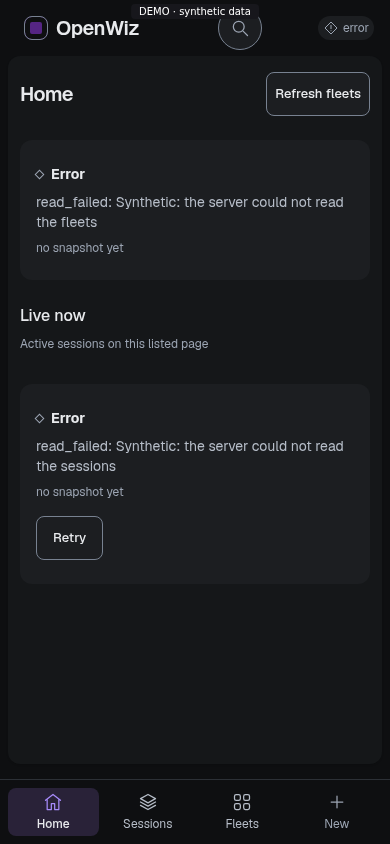 DEMO · synthetic data
OpenWiz
error
Home
Refresh fleets
Error
read_failed: Synthetic: the server could not read
the fleets
no snapshot yet
Live now
Active sessions on this listed page
Error
read_failed: Synthetic: the server could not read
the sessions
no snapshot yet
Retry
Home
Sessions
Fleets
New